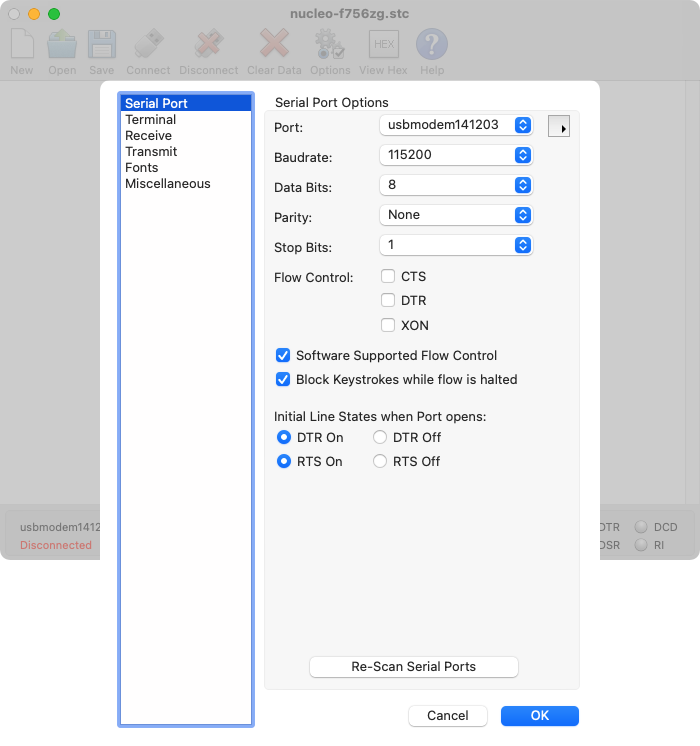 nucleo-f756zg.stc
New Open Save Connect Disconnect Clear Data Options View Hex Help
HEX
Serial Port
Terminal
Receive
Transmit
Fonts
Miscellaneous
Serial Port Options
Port: usbmodem141203
Baudrate: 115200
Data Bits: 8
Parity: None
Stop Bits: 1
Flow Control: CTS
DTR
XON
Software Supported Flow Control
Block Keystrokes while flow is halted
Initial Line States when Port opens:
DTR On DTR Off
RTS On RTS Off
usbmodem1412
Disconnected
DTR DCD
DSR RI
Re-Scan Serial Ports
Cancel OK